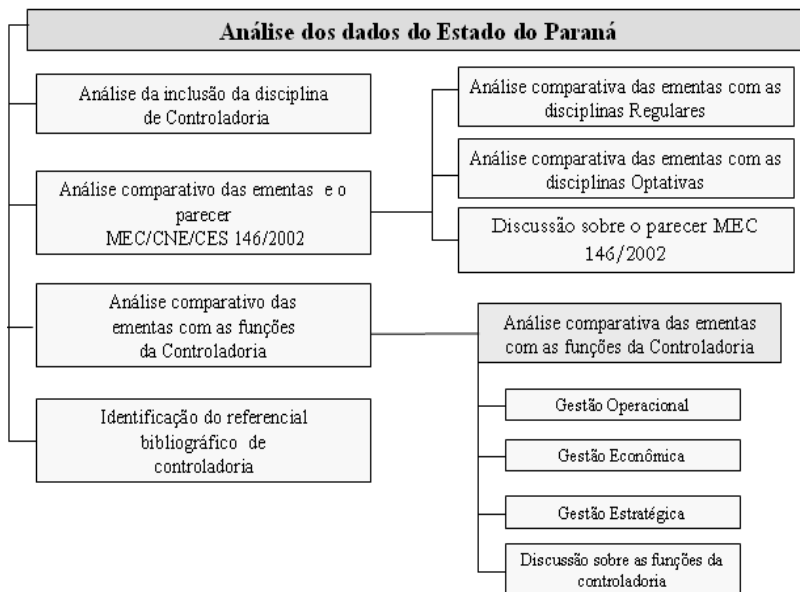 Análise dos dados do Estado do Paraná
Análise da inclusão da disciplina
de Controladoria
Análise comparativo das ementas e o
parecer
MEC/CNE/CES 146/2002
Análise comparativa das ementas com as
disciplinas Regulares
Análise comparativa das ementas com as
disciplinas Optativas
Discussão sobre o parecer MEC
146/2002
Análise comparativo das
ementas com as funções
da Controladoria
Análise comparativa das ementas
com as funções da Controladoria
Gestão Operacional
Gestão Econômica
Gestão Estratégica
Discussão sobre as funções da
controladoria
Identificação do referencial
bibliográfico de
controladoria